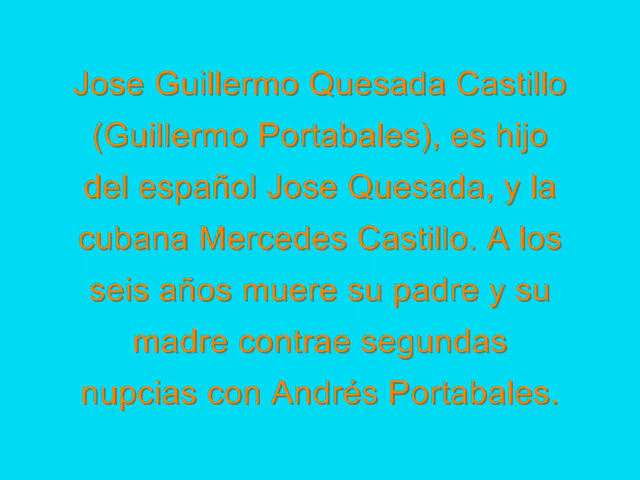 Jose Guillermo Quesada Castillo
(Guillermo Portabales), es hijo
del español Jose Quesada, y la
cubana Mercedes Castillo. A los
seis años muere su padre y su
madre contrae segundas
nupcias con Andrés Portabales.